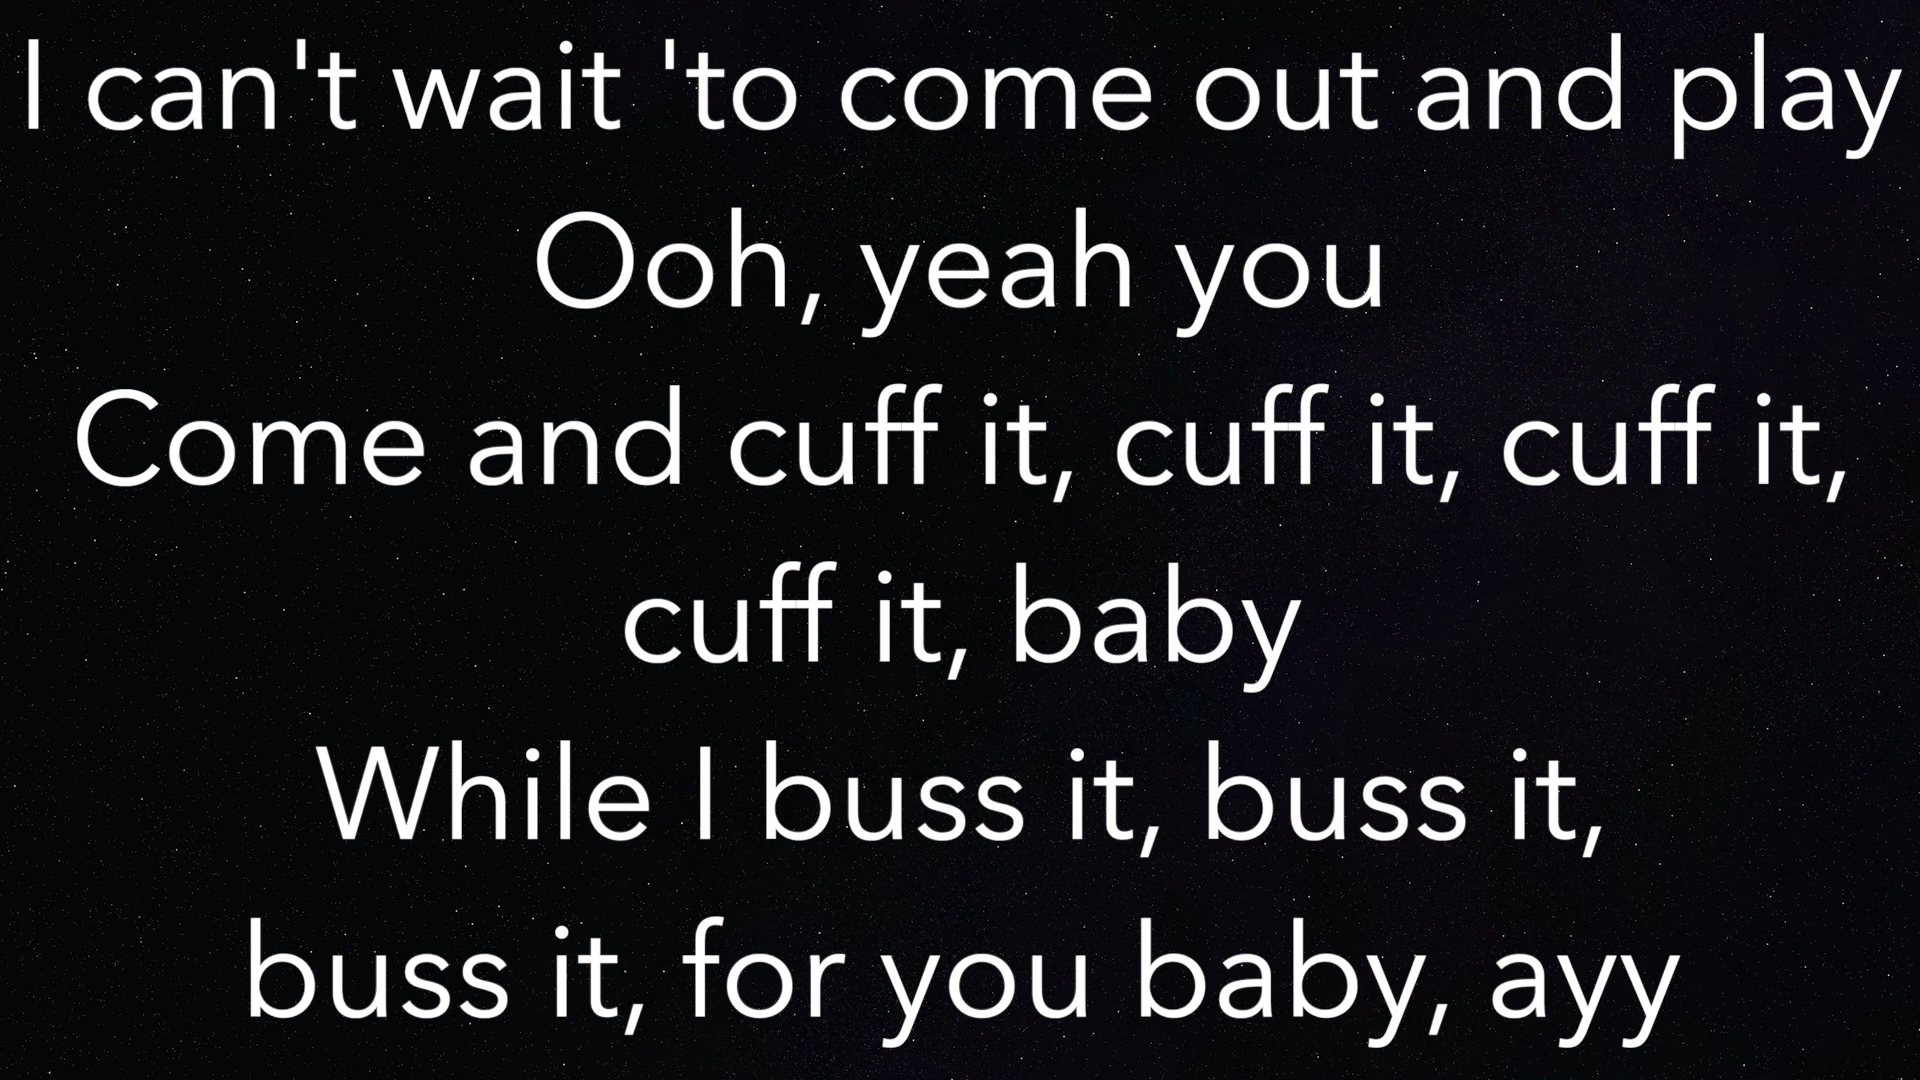 I can't wait 'to come out and play
Ooh, yeah you
Come and cuff it, cuff it, cuff it,
cuff it, baby
While I buss it, buss it,
buss it, for you baby, ayy